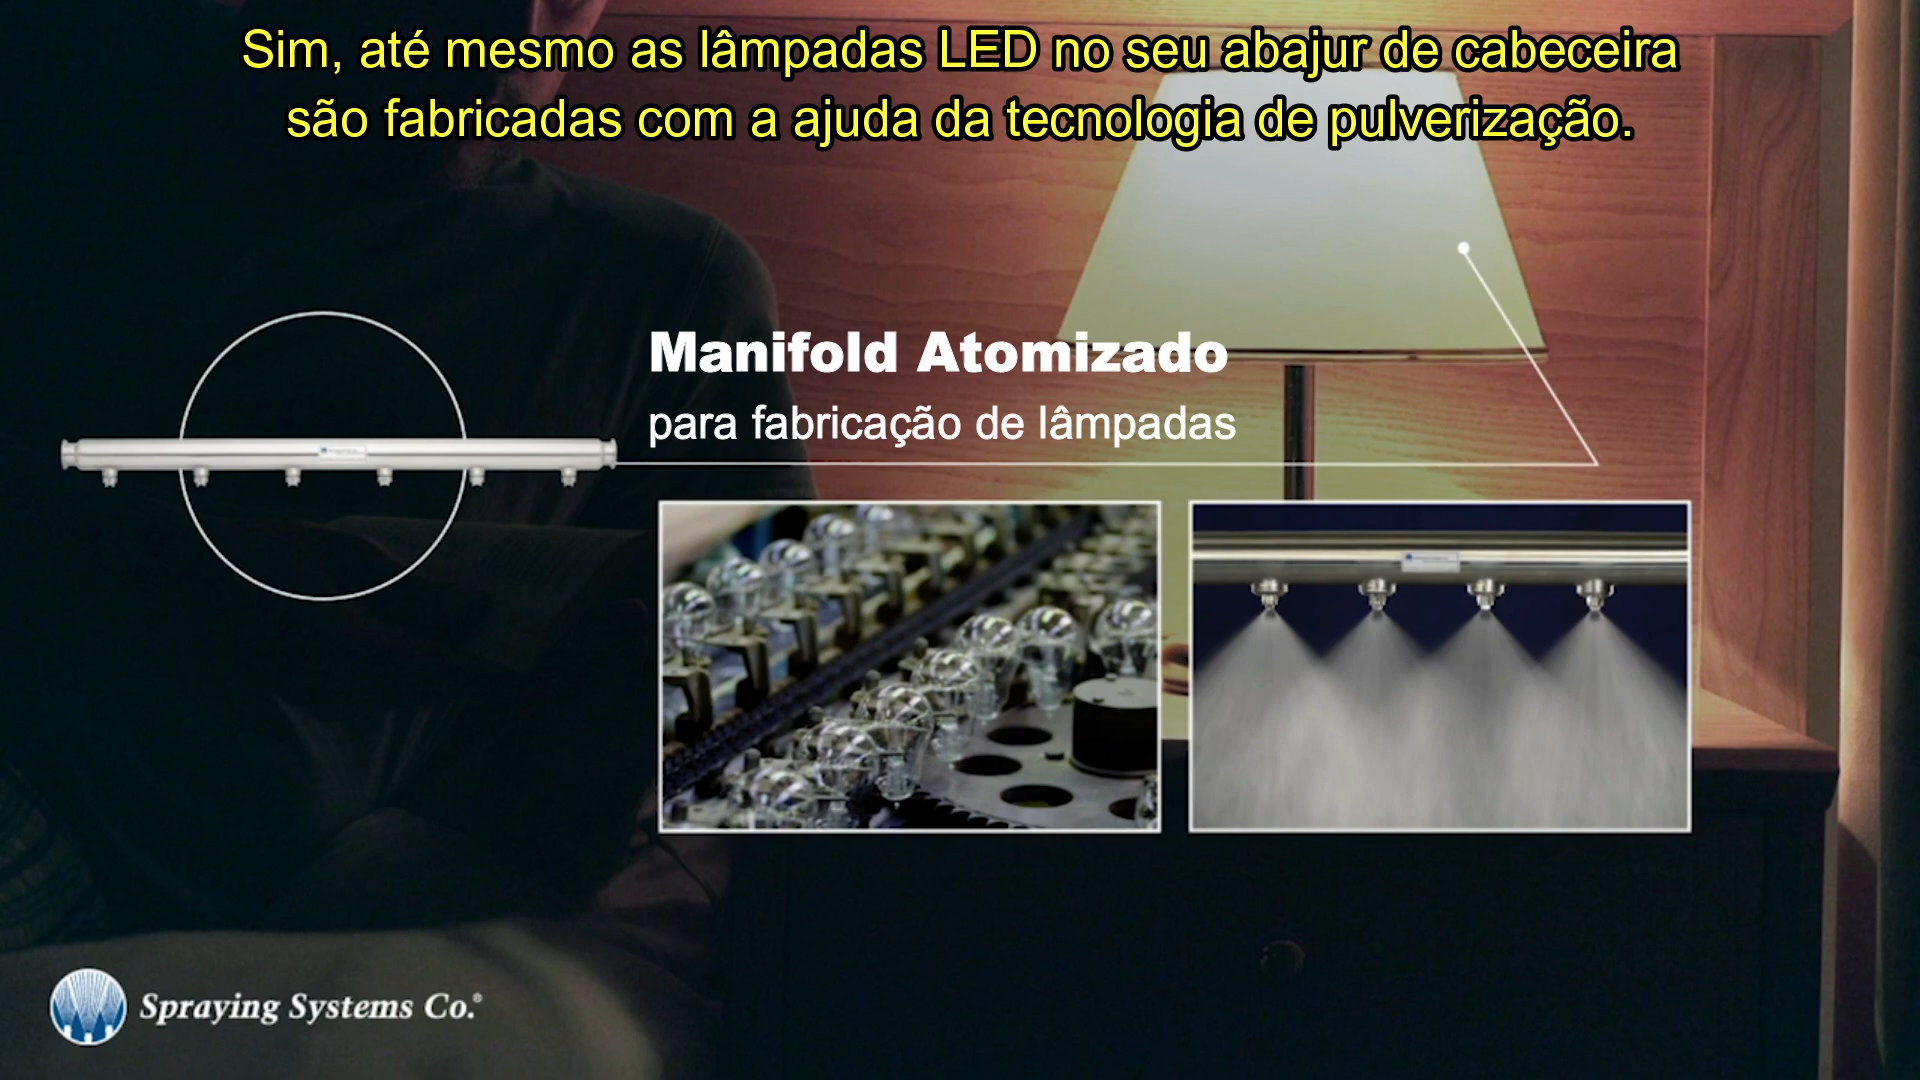 Sim, até mesmo as lâmpadas LED no seu abajur de cabeceira
são fabricadas com a ajuda da tecnologia de pulverização.
Manifold Atomizado
para fabricação de lâmpadas
Spraying Systems Co.®